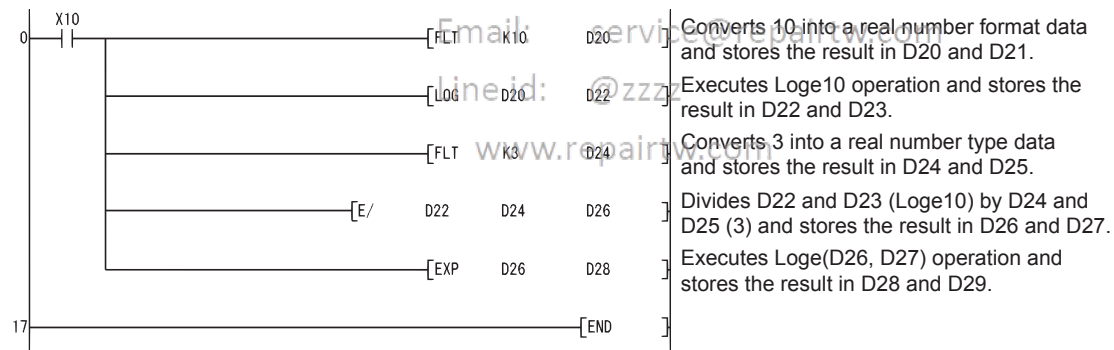 X10
0 FLT K10 D20 Converts 10 into a real number format data
and stores the result in D20 and D21.
Email: service@repairtw.com
LOG D20 D22 Executes Loge10 operation and stores the
result in D22 and D23.
Line id: @zzzz
FLT K3 D24 Converts 3 into a real number type data
and stores the result in D24 and D25.
www.repairtw.com
E/ D22 D24 D26 Divides D22 and D23 (Loge10) by D24 and
D25 (3) and stores the result in D26 and D27.
EXP D26 D28 Executes Loge(D26, D27) operation and
stores the result in D28 and D29.
17 END